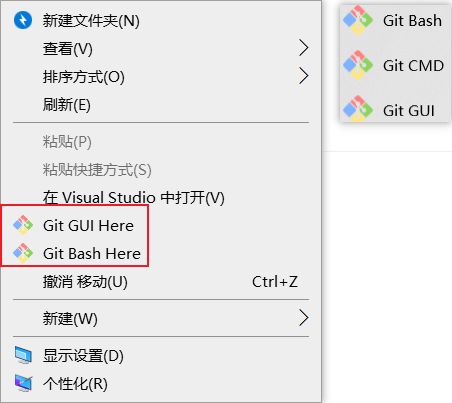 新建文件夹(N)
查看(V)
排序方式(O)
刷新(E)
粘贴(P)
粘贴快捷方式(S)
在 Visual Studio 中打开(V)
Git GUI Here
Git Bash Here
撤消 移动(U) Ctrl+Z
新建(W)
显示设置(D)
个性化(R)
Git Bash
Git CMD
Git GUI